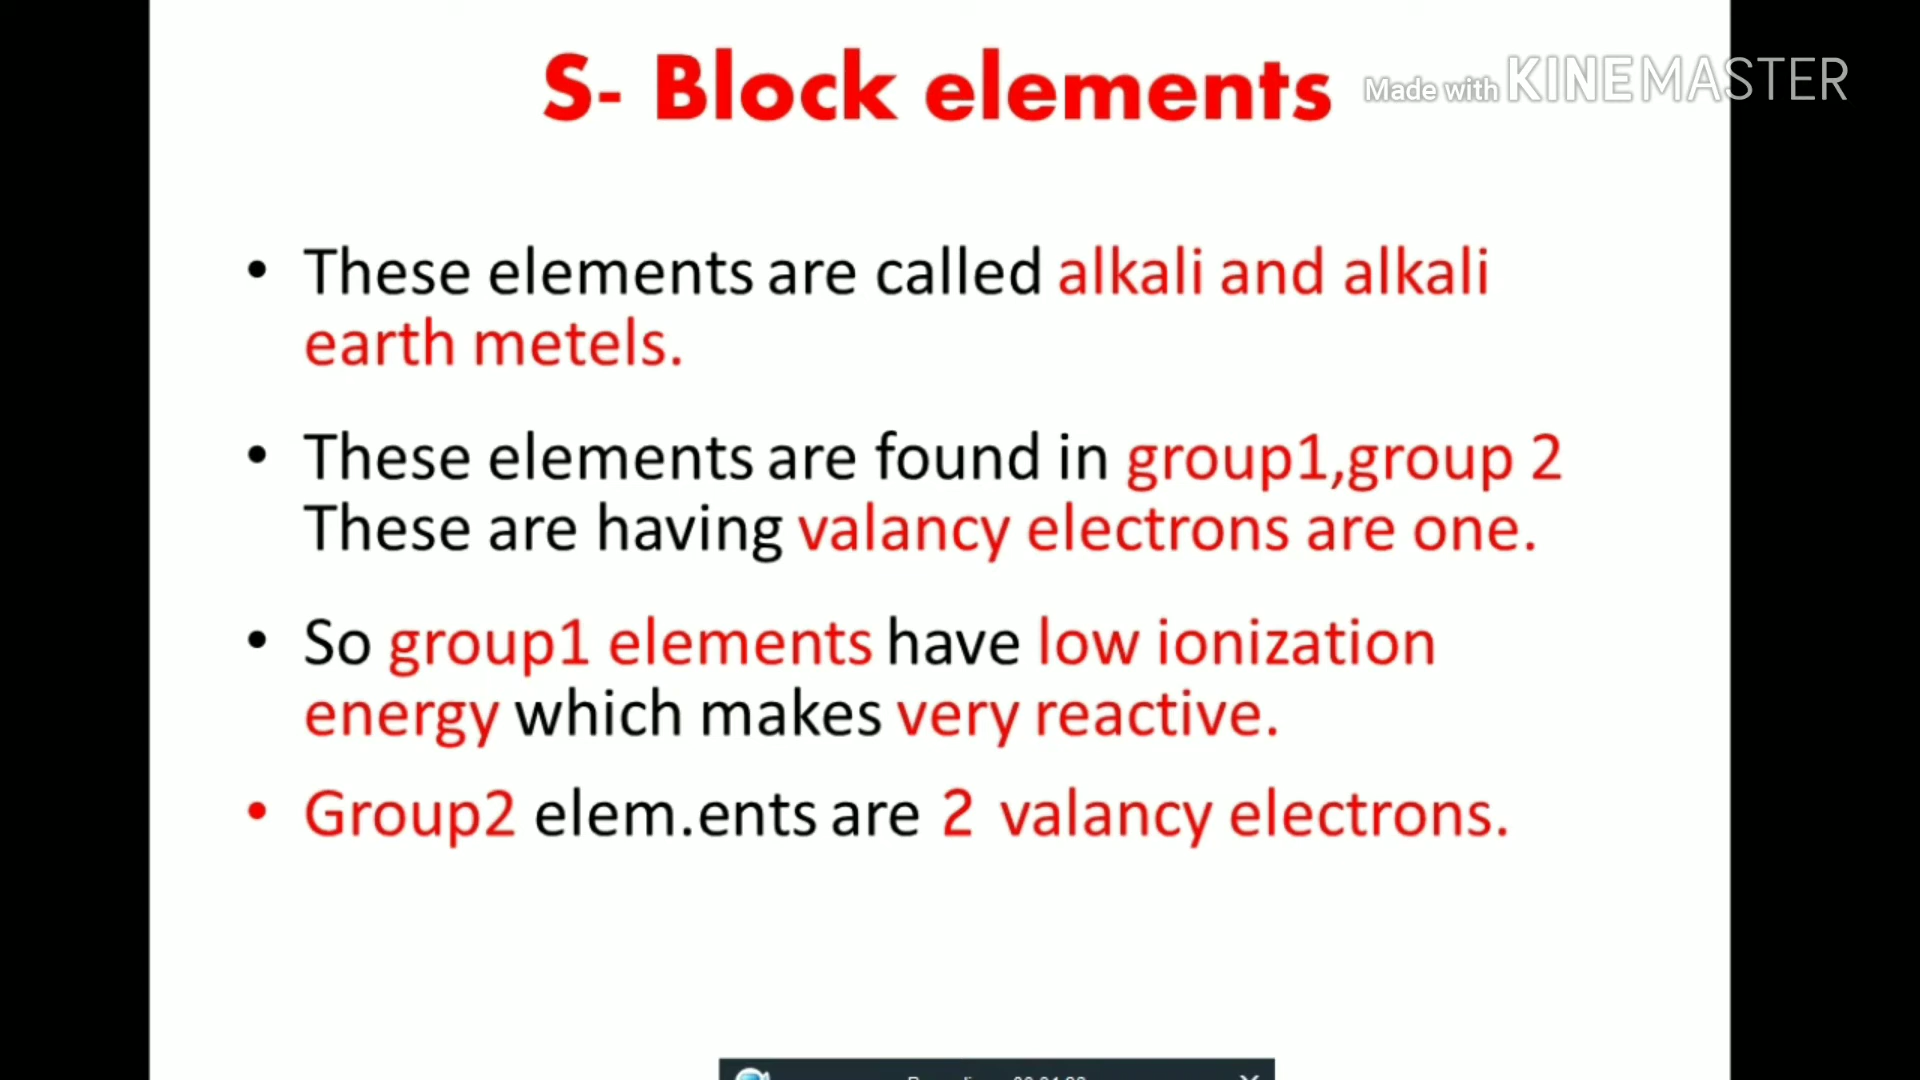 S- Block elements
Made with KINEMASTER
• These elements are called alkali and alkali
earth metels.
• These elements are found in group1,group 2
These are having valancy electrons are one.
• So group1 elements have low ionization
energy which makes very reactive.
• Group2 elem.ents are 2 valancy electrons.